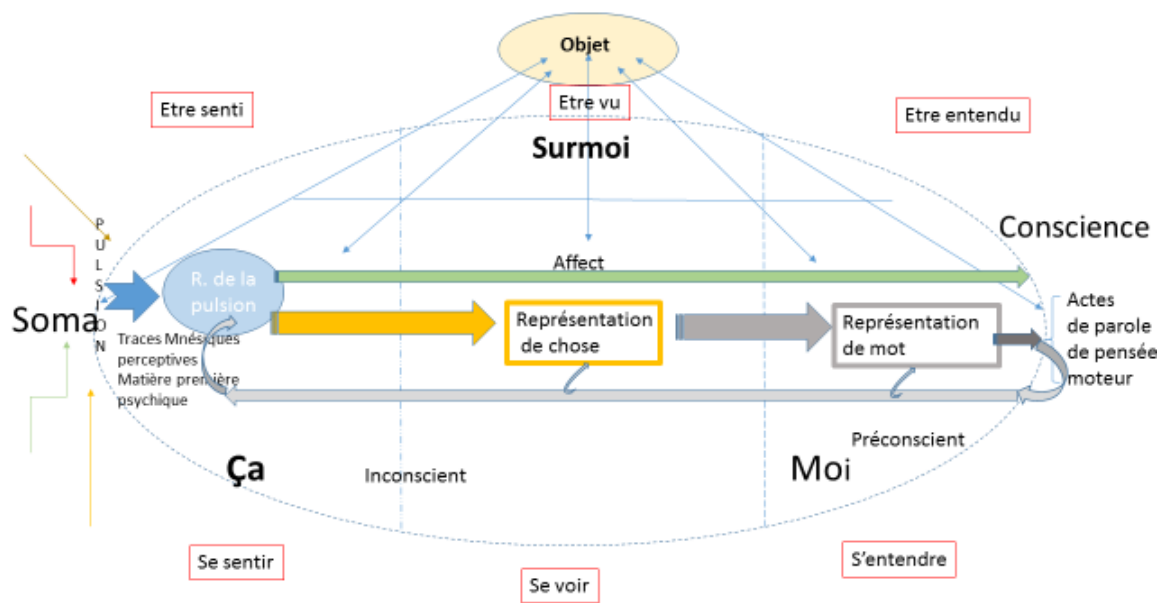 Objet
Etre senti
Etre vu
Etre entendu
Surmoi
PULSION
Conscience
Affect
R. de la
pulsion
Soma
Représentation
de chose
Représentation
de mot
Actes
de parole
de pensée
moteur
Traces Mnésiques
perceptives
Matière première
psychique
Préconscient
Ça
Inconscient
Moi
Se sentir
Se voir
S'entendre